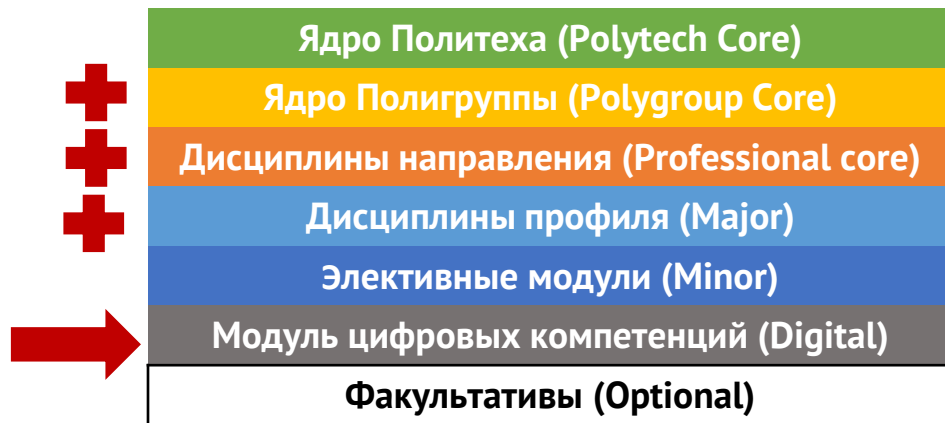 Ядро Политеха (Polytech Core)
Ядро Полигруппы (Polygroup Core)
Дисциплины направления (Professional core)
Дисциплины профиля (Major)
Элективные модули (Minor)
Модуль цифровых компетенций (Digital)
Факультативы (Optional)